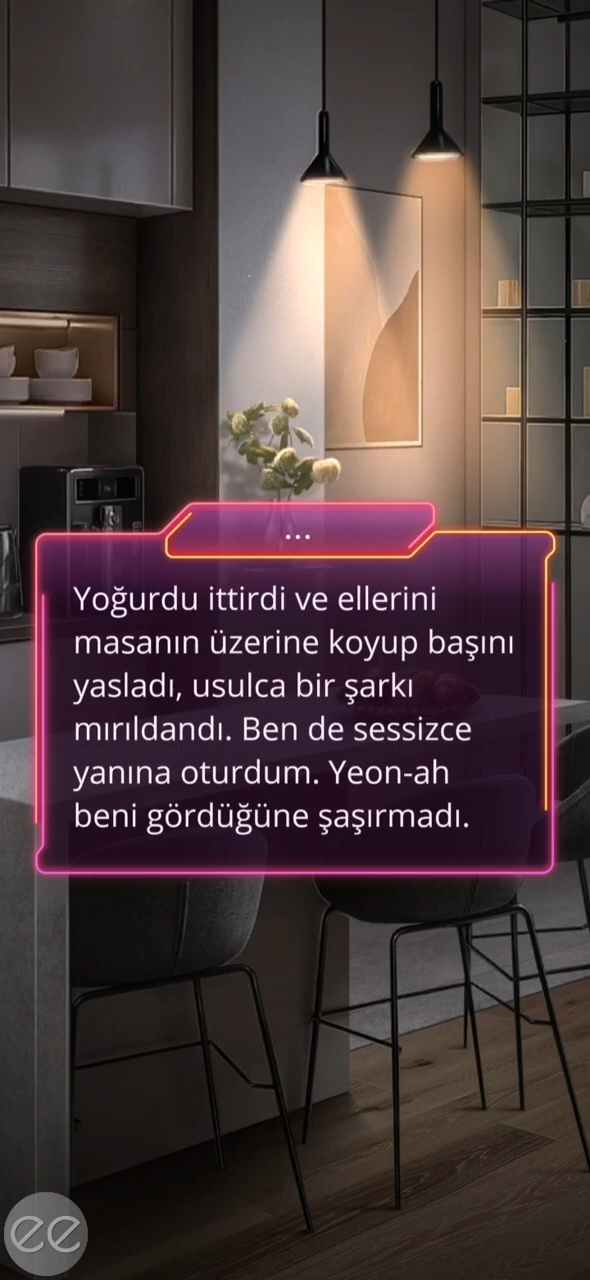 ...
Yoğurdu ittirdi ve ellerini
masanın üzerine koyup başını
yasladı, usulca bir şarkı
mırıldandı. Ben de sessizce
yanına oturdum. Yeon-ah
beni gördüğüne şaşırmadı.
ee